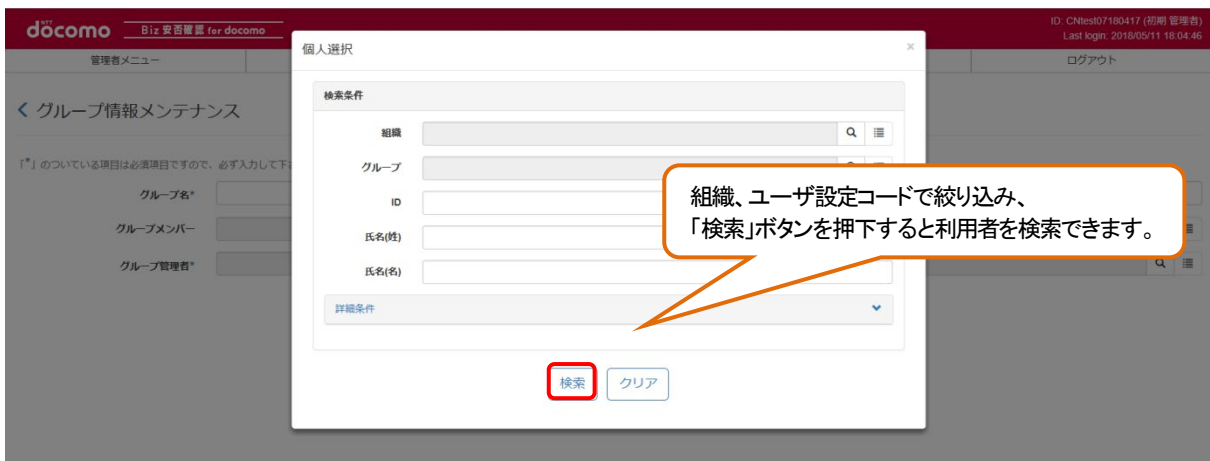 NTT
döcomo Biz 安否確認 for docomo
ID: CNtest07180417 (初期 管理者)
Last login: 2018/05/11 18:04:46
管理者メニュー
ログアウト
個人選択
×
グループ情報メンテナンス
「*」のついている項目は必須項目ですので、必ず入力して下
グループ名*
グループメンバー
グループ管理者*
検索条件
組織
グループ
ID
氏名(姓)
氏名(名)
詳細条件
検索 クリア
組織、ユーザ設定コードで絞り込み、
「検索」ボタンを押下すると利用者を検索できます。